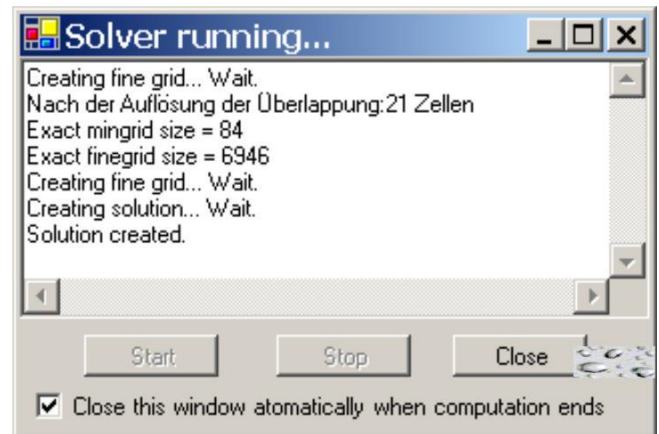 Solver running...
Creating fine grid... Wait.
Nach der Auflösung der Überlappung:21 Zellen
Exact mingrid size = 84
Exact finegrid size = 6946
Creating fine grid... Wait.
Creating solution... Wait.
Solution created.
Start Stop Close
Close this window atomatically when computation ends